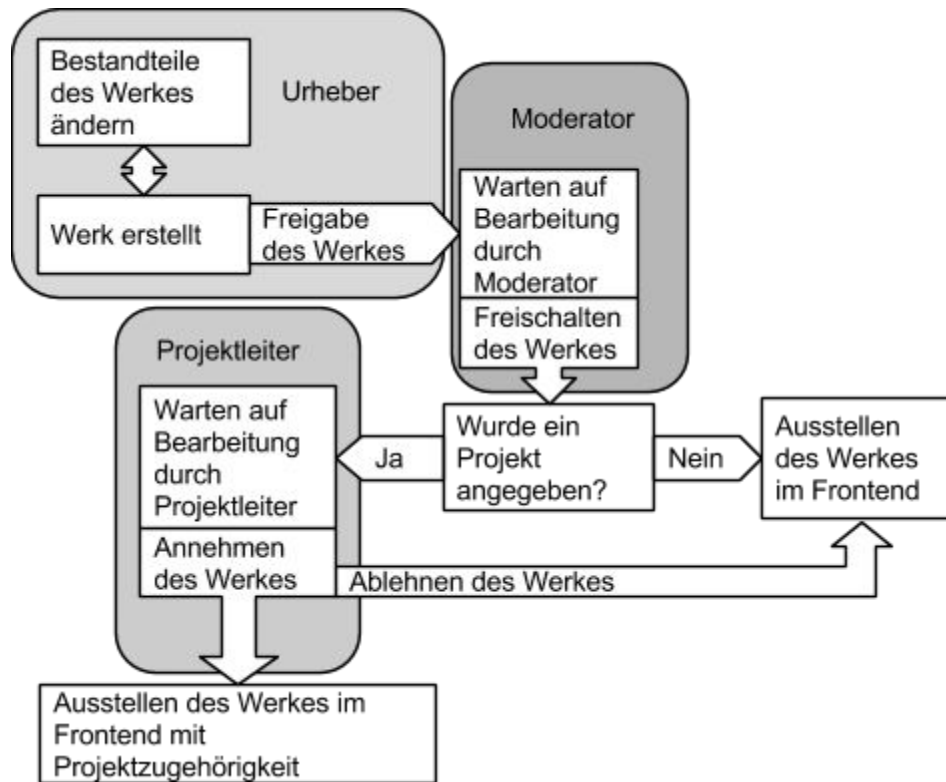 Bestandteile
des Werkes
ändern
Urheber
Werk erstellt
Freigabe
des Werkes
Moderator
Warten auf
Bearbeitung
durch
Moderator
Freischalten
des Werkes
Projektleiter
Warten auf
Bearbeitung
durch
Projektleiter
Annehmen
des Werkes
Ja
Wurde ein
Projekt
angegeben?
Nein
Ausstellen
des Werkes
im Frontend
Ablehnen des Werkes
Ausstellen des Werkes im
Frontend mit
Projektzugehörigkeit